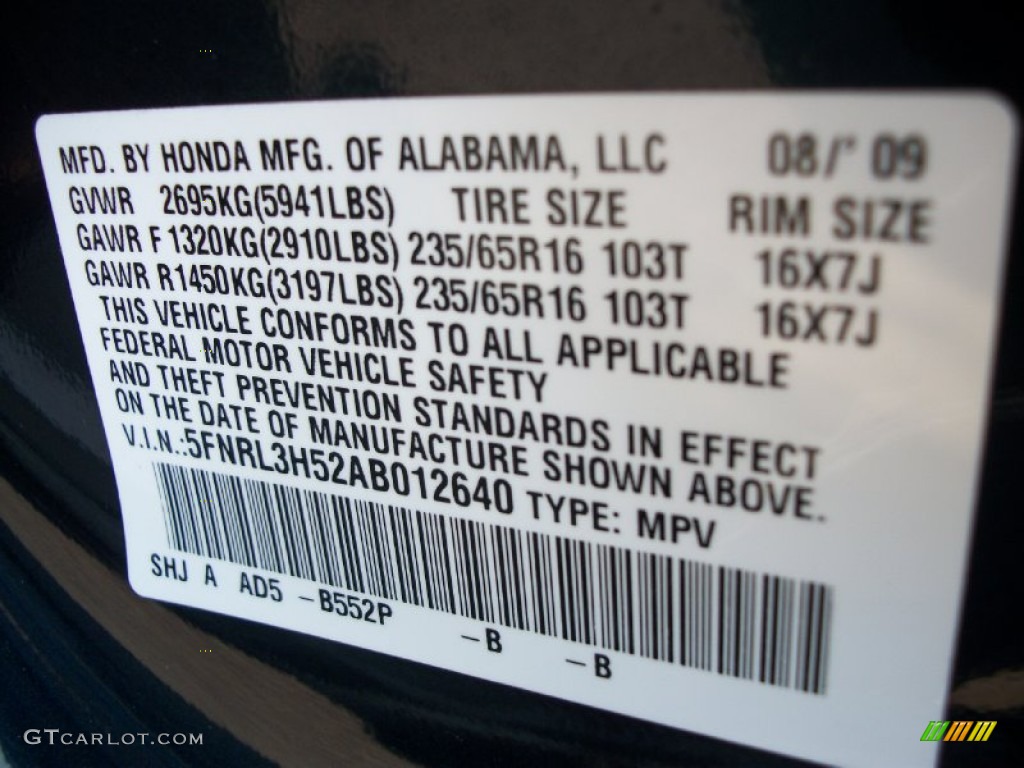 MFD. BY HONDA MFG. OF ALABAMA, LLC 08/' 09
GVWR 2695KG(5941LBS) TIRE SIZE RIM SIZE
GAWR F 1320KG(2910LBS) 235/65R16 103T 16X7J
GAWR R1450KG(3197LBS) 235/65R16 103T 16X7J
THIS VEHICLE CONFORMS TO ALL APPLICABLE
FEDERAL MOTOR VEHICLE SAFETY
AND THEFT PREVENTION STANDARDS IN EFFECT
ON THE DATE OF MANUFACTURE SHOWN ABOVE.
V.I.N.:5FNRL3H52AB012640 TYPE: MPV
SHJ A AD5 –B552P –B –B
GTCARLOT.COM